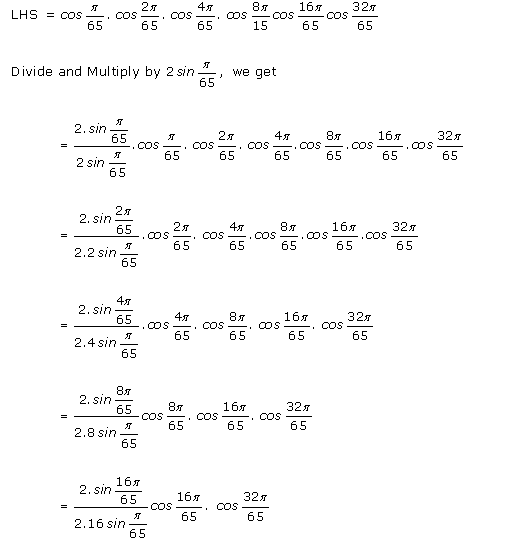 LHS = cos π/65 . cos 2π/65 . cos 4π/65 . cos 8π/15 cos 16π/65 cos 32π/65
Divide and Multiply by 2 sin π/65 , we get
= (2. sin π/65)/(2 sin π/65) . cos π/65 . cos 2π/65 . cos 4π/65 . cos 8π/65 . cos 16π/65 . cos 32π/65
= (2. sin 2π/65)/(2.2 sin π/65) . cos 2π/65 . cos 4π/65 . cos 8π/65 . cos 16π/65 . cos 32π/65
= (2. sin 4π/65)/(2.4 sin π/65) . cos 4π/65 . cos 8π/65 . cos 16π/65 . cos 32π/65
= (2. sin 8π/65)/(2.8 sin π/65) cos 8π/65 . cos 16π/65 . cos 32π/65
= (2. sin 16π/65)/(2.16 sin π/65) cos 16π/65 . cos 32π/65